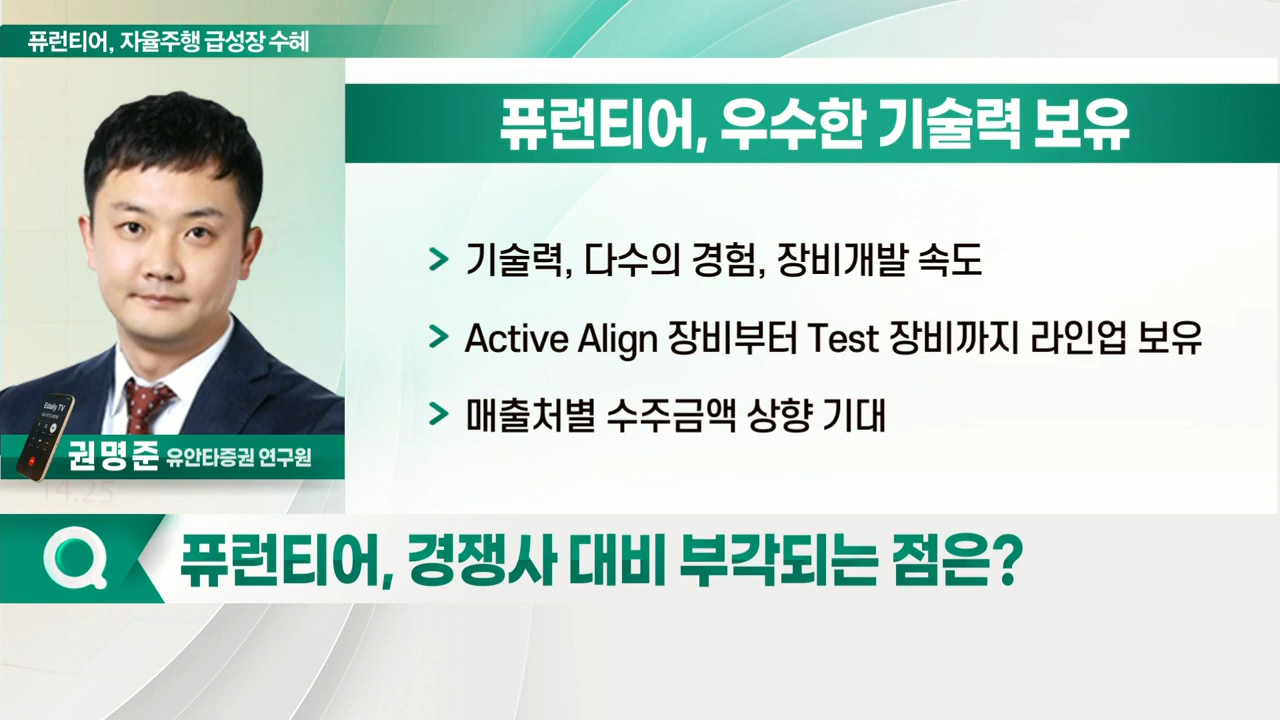 퓨런티어, 자율주행 급성장 수혜
퓨런티어, 우수한 기술력 보유
> 기술력, 다수의 경험, 장비개발 속도
> Active Align 장비부터 Test 장비까지 라인업 보유
> 매출처별 수주금액 상향 기대
Edaily TV
권명준 유안타증권 연구원
14.25
Q 퓨런티어, 경쟁사 대비 부각되는 점은?